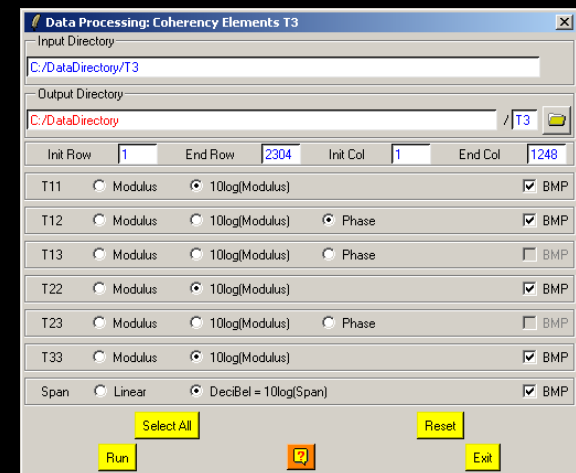 Data Processing: Coherency Elements T3
Input Directory
C:/DataDirectory/T3
Output Directory
C:/DataDirectory / T3
Init Row 1 End Row 2304 Init Col 1 End Col 1248
T11 Modulus 10log(Modulus) BMP
T12 Modulus 10log(Modulus) Phase BMP
T13 Modulus 10log(Modulus) Phase BMP
T22 Modulus 10log(Modulus) BMP
T23 Modulus 10log(Modulus) Phase BMP
T33 Modulus 10log(Modulus) BMP
Span Linear DeciBel = 10log(Span) BMP
Select All Reset
Run ? Exit